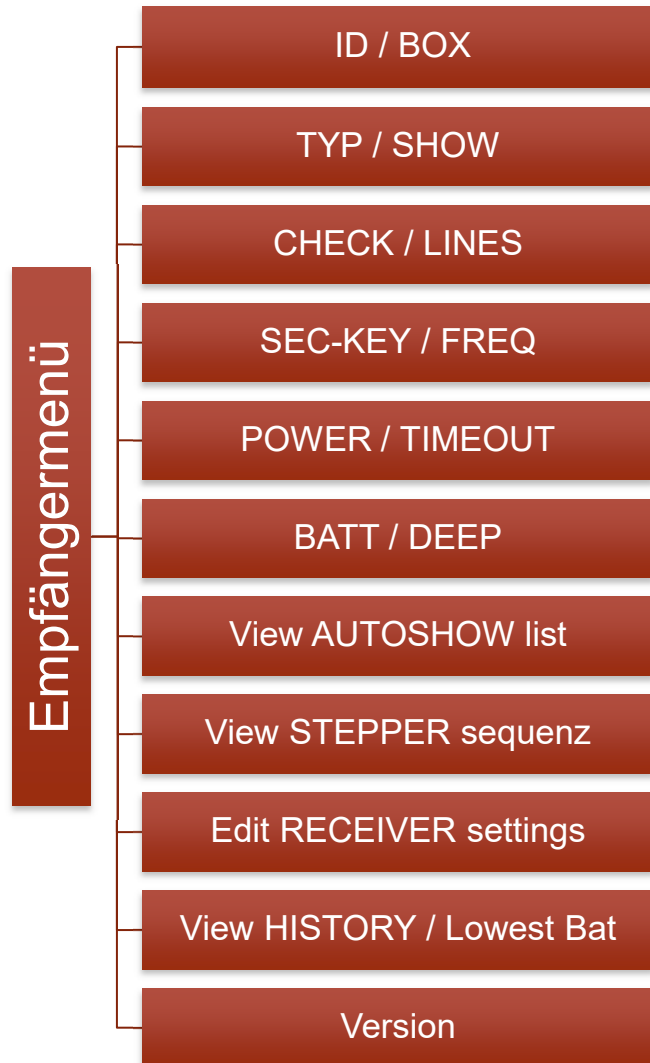 Empfängermenü
ID / BOX
TYP / SHOW
CHECK / LINES
SEC-KEY / FREQ
POWER / TIMEOUT
BATT / DEEP
View AUTOSHOW list
View STEPPER sequenz
Edit RECEIVER settings
View HISTORY / Lowest Bat
Version